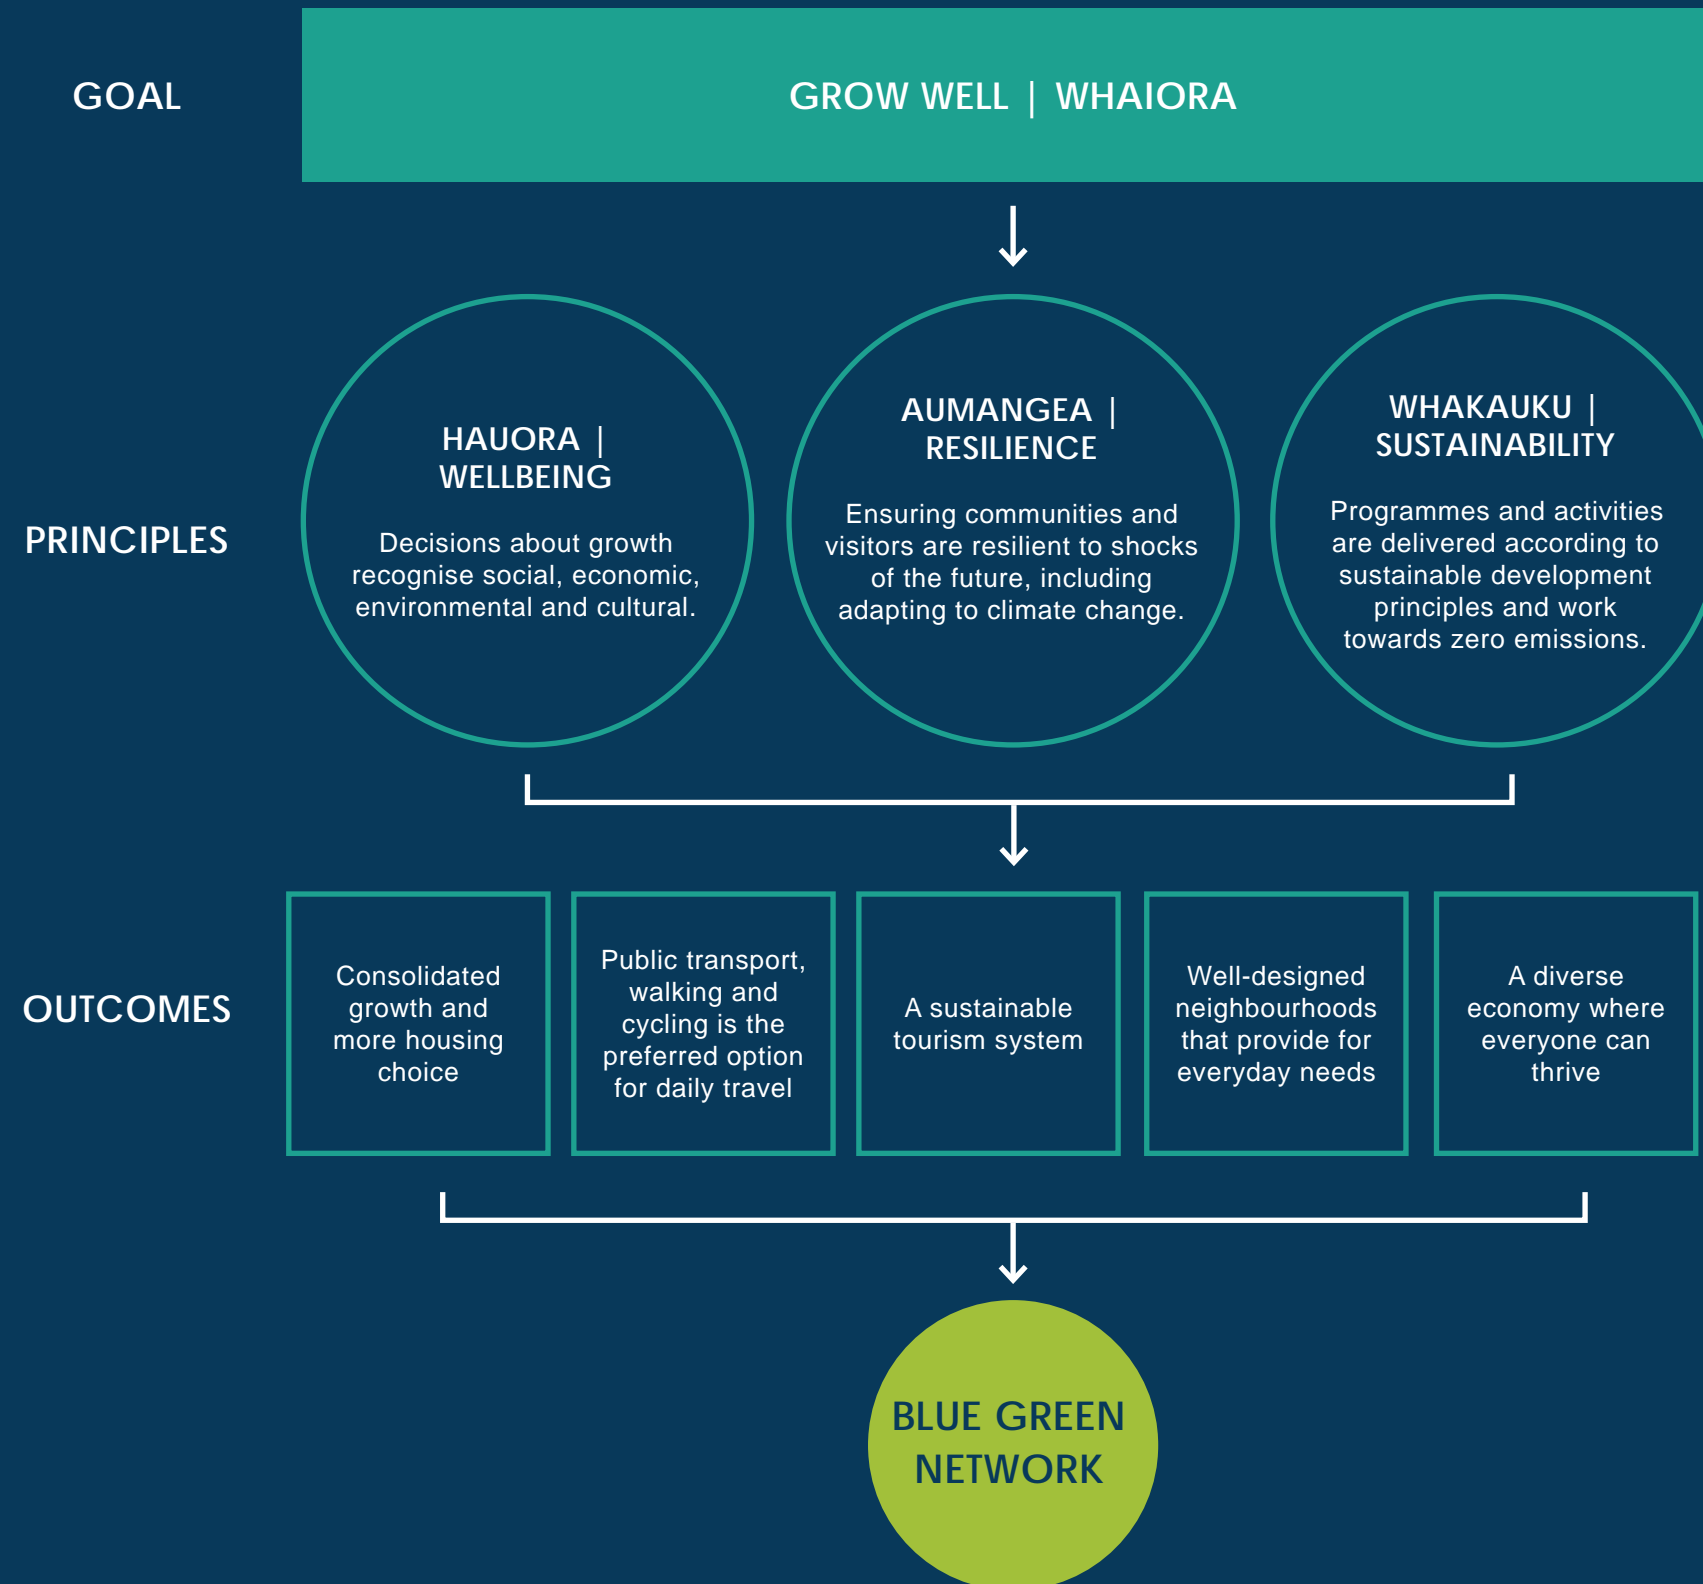 GOAL
GROW WELL | WHAIORA
PRINCIPLES
HAUORA |
WELLBEING
Decisions about growth
recognise social, economic,
environmental and cultural.
AUMANGEA |
RESILIENCE
Ensuring communities and
visitors are resilient to shocks
of the future, including
adapting to climate change.
WHAKAUKU |
SUSTAINABILITY
Programmes and activities
are delivered according to
sustainable development
principles and work
towards zero emissions.
OUTCOMES
Consolidated
growth and
more housing
choice
Public transport,
walking and
cycling is the
preferred option
for daily travel
A sustainable
tourism system
Well-designed
neighbourhoods
that provide for
everyday needs
A diverse
economy where
everyone can
thrive
BLUE GREEN
NETWORK